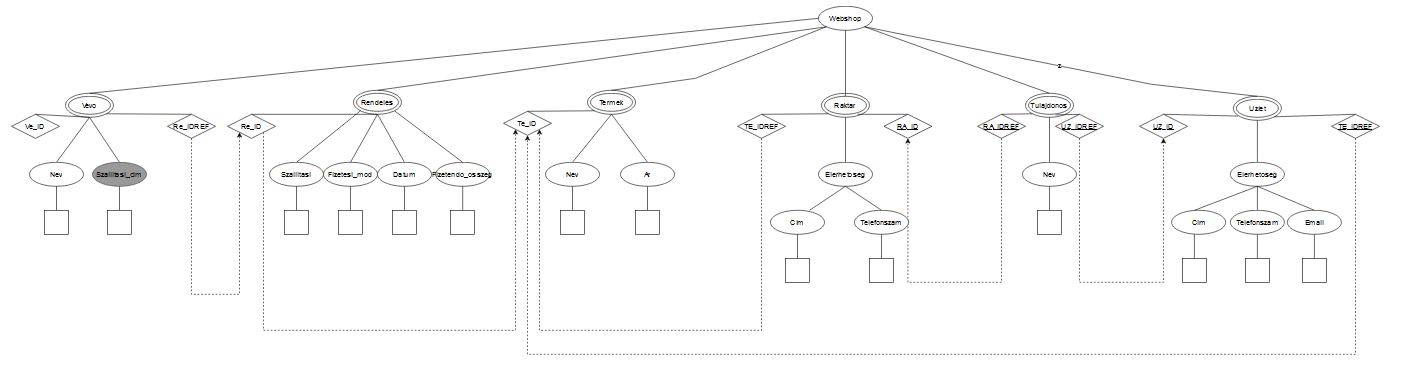 Webshop
z
Vevo
Rendeles
Termek
Raktar
Tulajdonos
Uzlet
Ve_ID
Re_IDREF
Re_ID
Te_ID
TE_IDREF
RA_ID
RA_IDREF
UZ_IDREF
UZ_ID
TE_IDREF
Nev
Szallitasi_cim
Szallitasi
Fizetesi_mod
Datum
Fizetendo_osszeg
Nev
Ar
Elerhetoseg
Nev
Elerhetoseg
Cim
Telefonszam
Cim
Telefonszam
Email